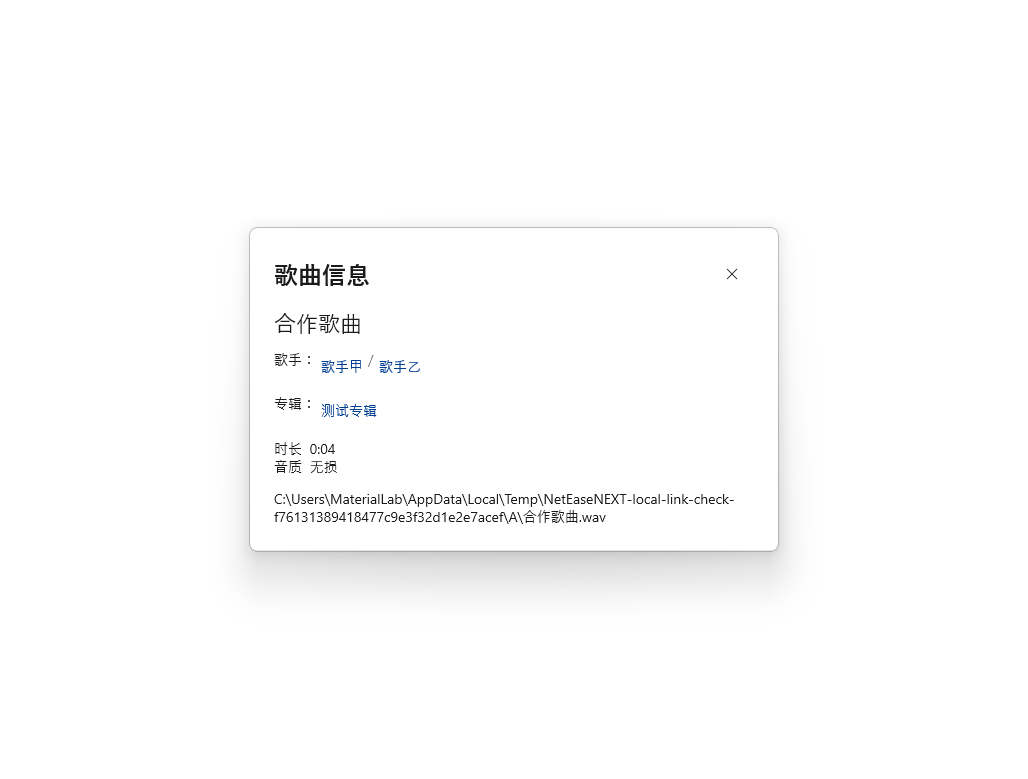 歌曲信息
合作歌曲
歌手： 歌手甲 / 歌手乙
专辑： 测试专辑
时长 0:04
音质 无损
C:\Users\MaterialLab\AppData\Local\Temp\NetEaseNEXT-local-link-check-
f76131389418477c9e3f32d1e2e7acef\A\合作歌曲.wav